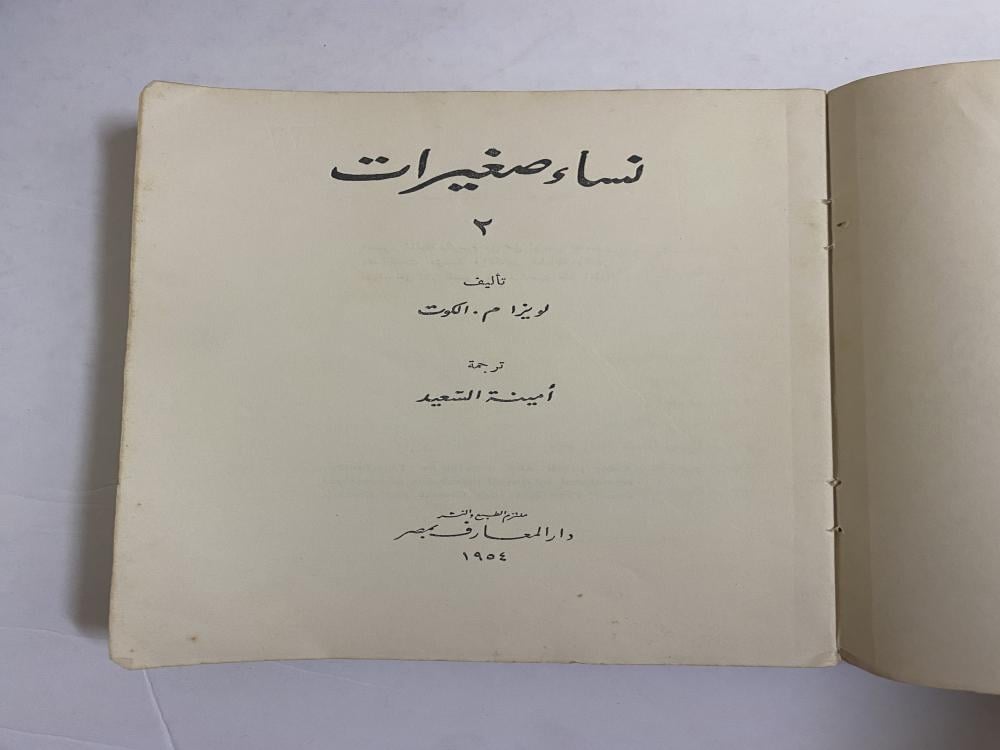 نساء صغيرات
٢
تأليف
لويزا م. الكوت
ترجمة
أمينة السعيد
ملتزم الطبع والنشر
دار المعارف بمصر
١٩٥٤